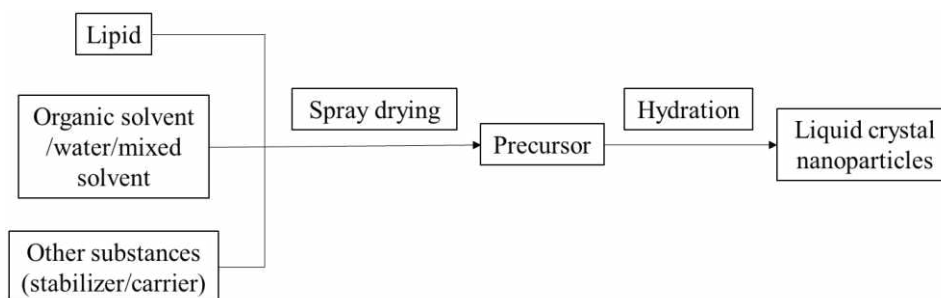 Lipid
Organic solvent
/water/mixed
solvent
Other substances
(stabilizer/carrier)
Spray drying
Precursor
Hydration
Liquid crystal
nanoparticles